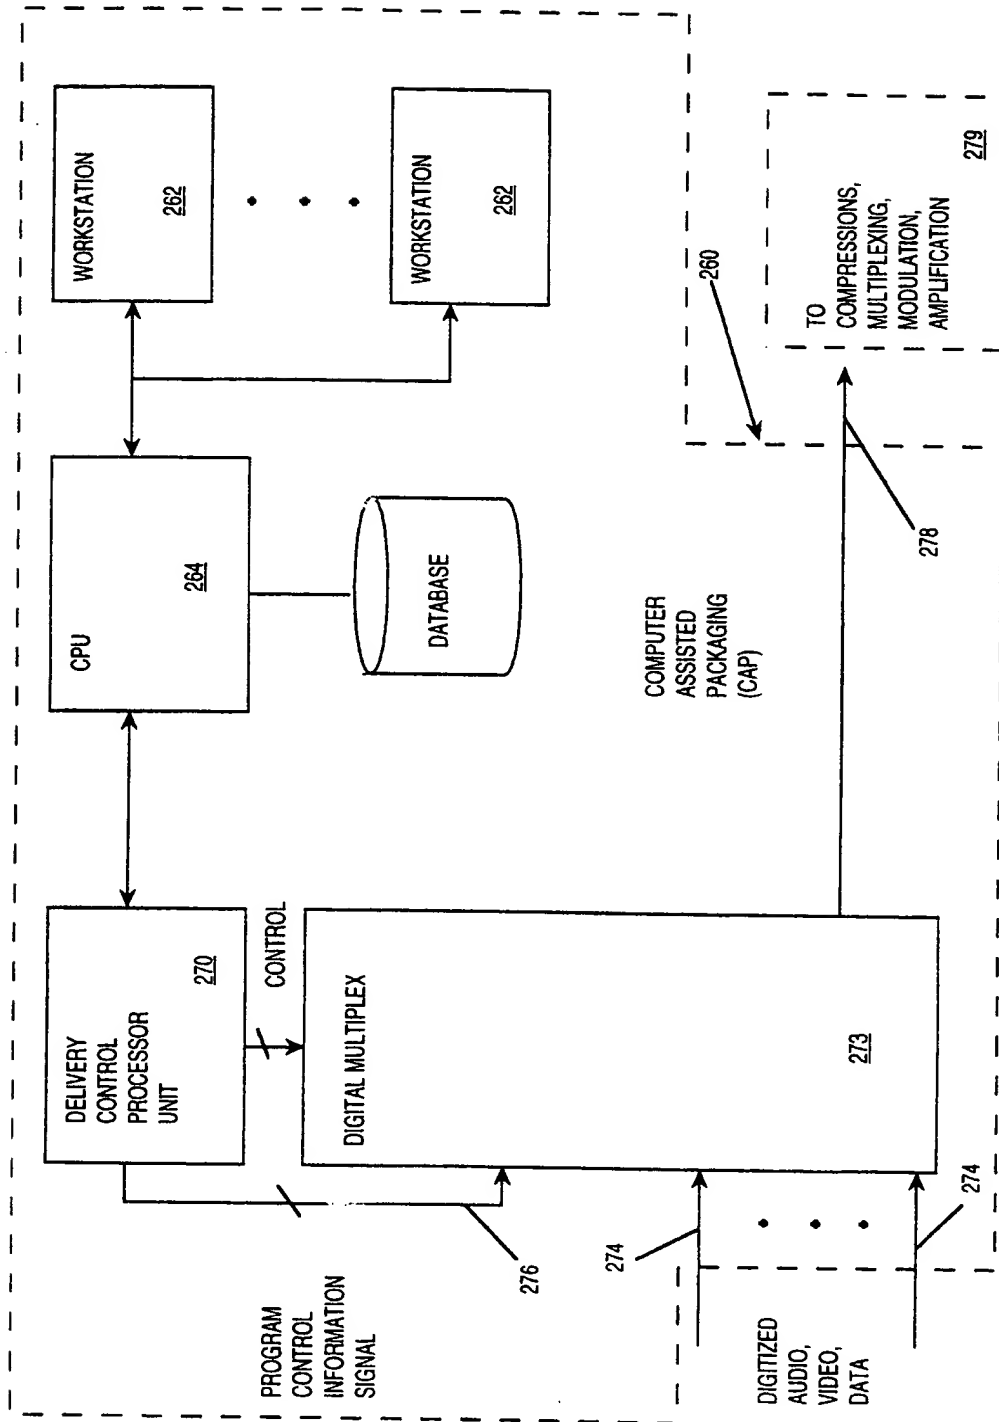 WORKSTATION
262
WORKSTATION
262
CPU
264
DATABASE
DELIVERY
CONTROL
PROCESSOR
UNIT
270
CONTROL
DIGITAL MULTIPLEX
273
PROGRAM
CONTROL
INFORMATION
SIGNAL
276
274
274
DIGITIZED
AUDIO,
VIDEO,
DATA
COMPUTER
ASSISTED
PACKAGING
(CAP)
260
278
TO
COMPRESSIONS,
MULTIPLEXING,
MODULATION,
AMPLIFICATION
279